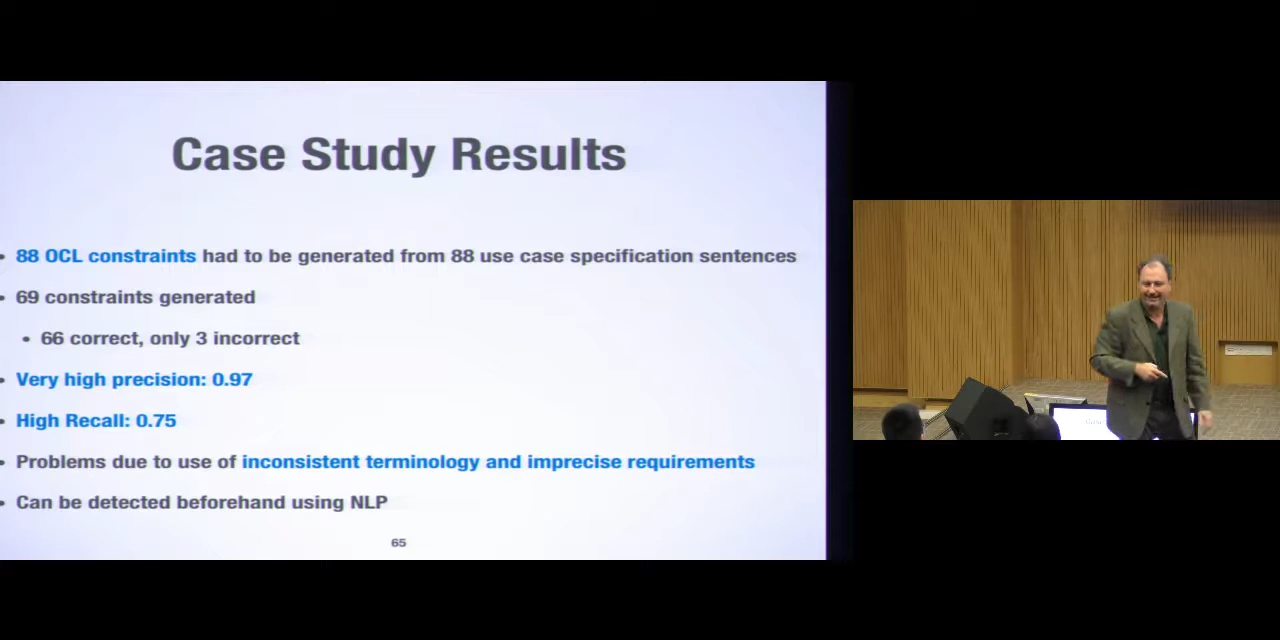 Case Study Results
• 88 OCL constraints had to be generated from 88 use case specification sentences
• 69 constraints generated
• 66 correct, only 3 incorrect
• Very high precision: 0.97
• High Recall: 0.75
• Problems due to use of inconsistent terminology and imprecise requirements
• Can be detected beforehand using NLP
65